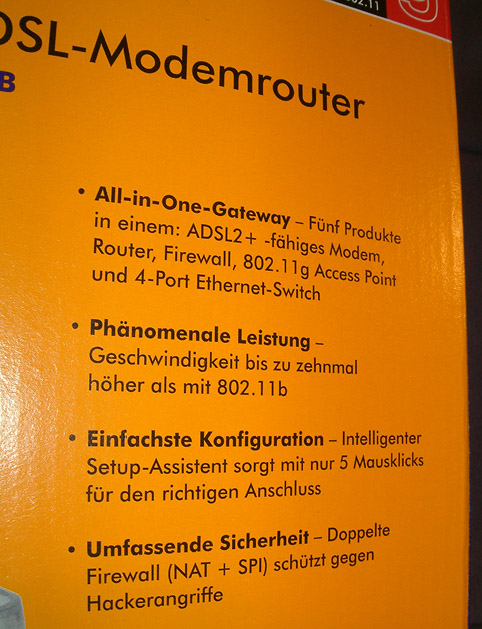 802.11
DSL-Modemrouter
B
• All-in-One-Gateway – Fünf Produkte
in einem: ADSL2+ -fähiges Modem,
Router, Firewall, 802.11g Access Point
und 4-Port Ethernet-Switch
• Phänomenale Leistung –
Geschwindigkeit bis zu zehnmal
höher als mit 802.11b
• Einfachste Konfiguration – Intelligenter
Setup-Assistent sorgt mit nur 5 Mausklicks
für den richtigen Anschluss
• Umfassende Sicherheit – Doppelte
Firewall (NAT + SPI) schützt gegen
Hackerangriffe